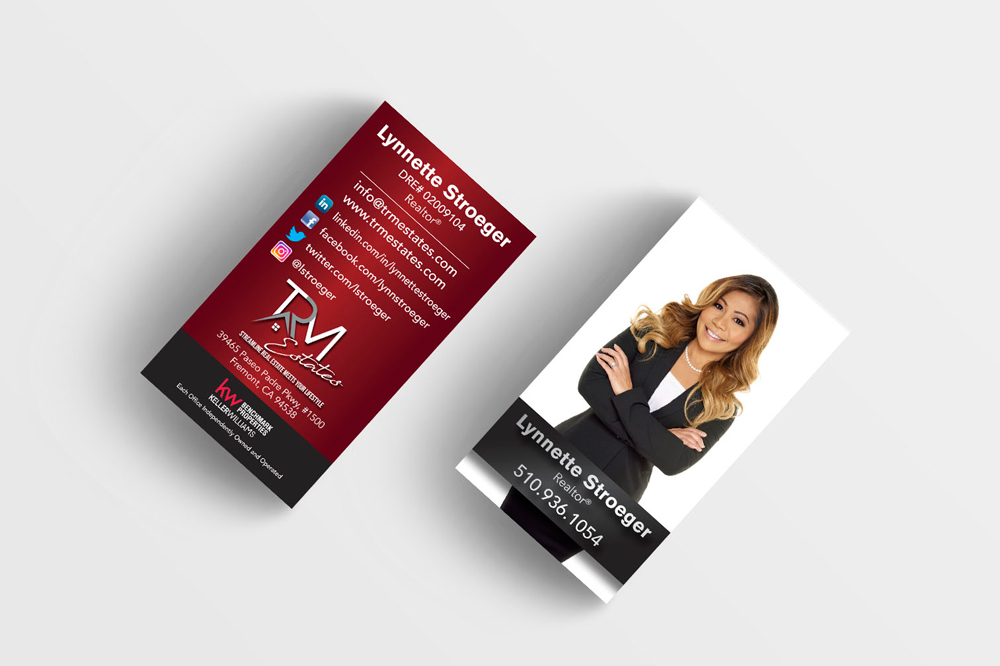 Lynnette Stroeger
DRE# 02009104
Realtor®
info@trmestates.com
www.trmestates.com
linkedin.com/in/lynnettestroeger
facebook.com/lynnstroeger
twitter.com/lstroeger
@lstroeger
TRM
Estates
STREAMLINE REAL ESTATE MEETS YOUR LIFESTYLE
39465 Paseo Padre Pkwy, #1500
Fremont, CA 94538
kw BENCHMARK
PROPERTIES
KELLERWILLIAMS
Each Office Independently Owned and Operated
Lynnette Stroeger
Realtor®
510.936.1054